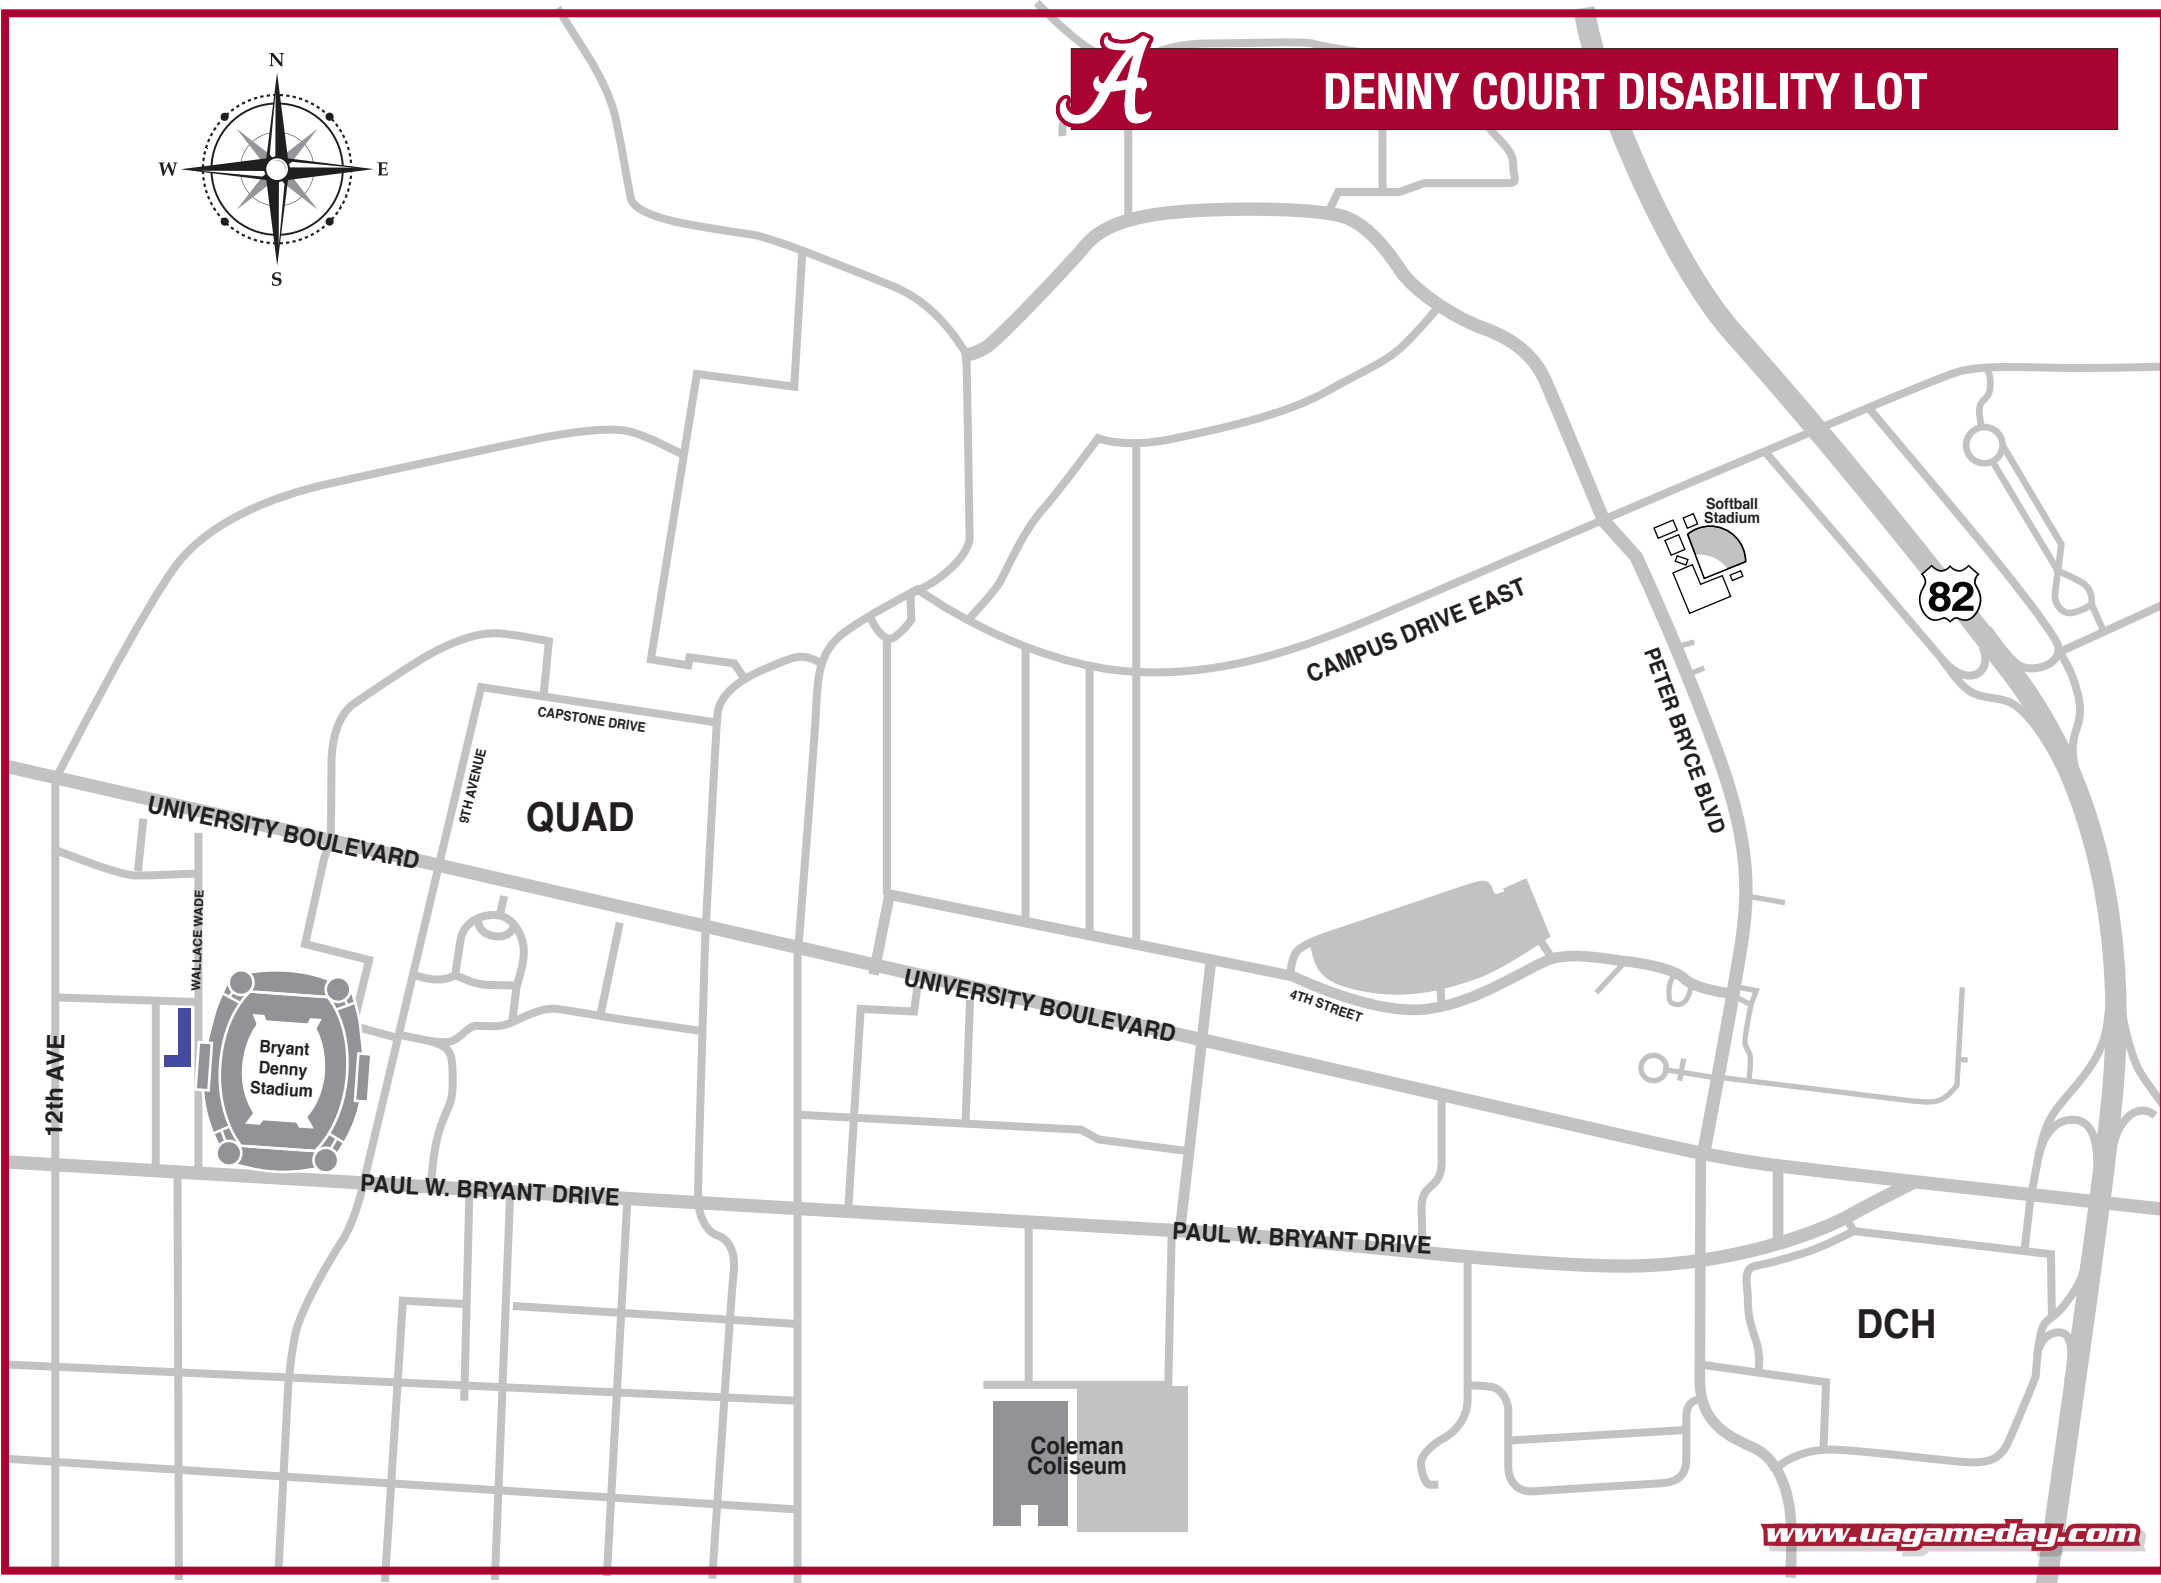 N
W
E
S
A
DENNY COURT DISABILITY LOT
Softball
Stadium
82
CAMPUS DRIVE EAST
PETER BRYCE BLVD
CAPSTONE DRIVE
9TH AVENUE
QUAD
UNIVERSITY BOULEVARD
WALLACE WADE
UNIVERSITY BOULEVARD
4TH STREET
12th AVE
Bryant
Denny
Stadium
PAUL W. BRYANT DRIVE
PAUL W. BRYANT DRIVE
DCH
Coleman
Coliseum
www.uagameday.com